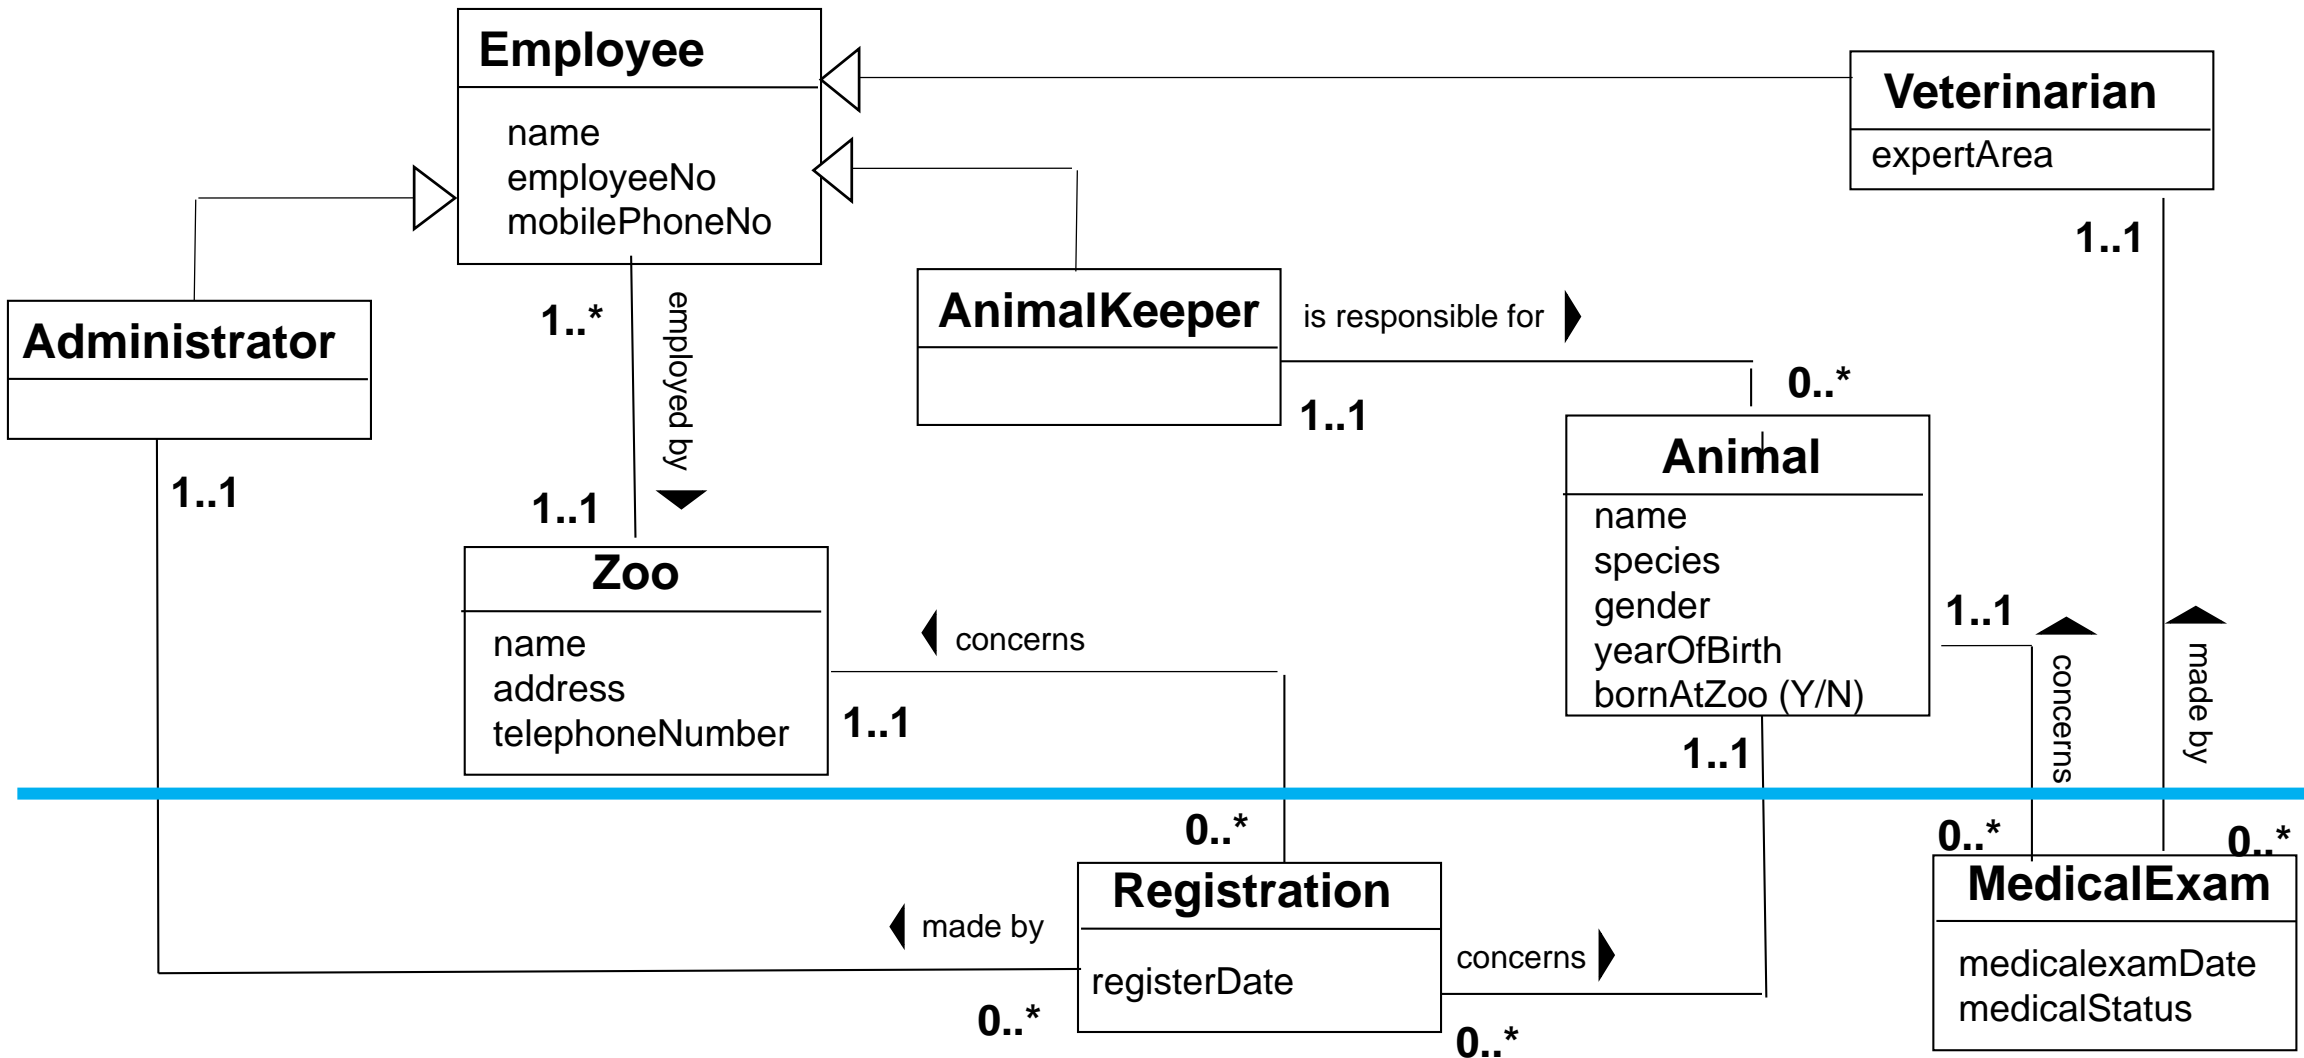 Employee
name
employeeNo
mobilePhoneNo
Veterinarian
expertArea
1..1
Administrator
1..1
1..*
employed by
1..1
AnimalKeeper
is responsible for
1..1
0..*
Animal
name
species
gender
yearOfBirth
bornAtZoo (Y/N)
1..1
1..1
concerns
made by
Zoo
name
address
telephoneNumber
concerns
1..1
0..*
0..*
0..*
Registration
registerDate
made by
0..*
concerns
0..*
MedicalExam
medicalexamDate
medicalStatus